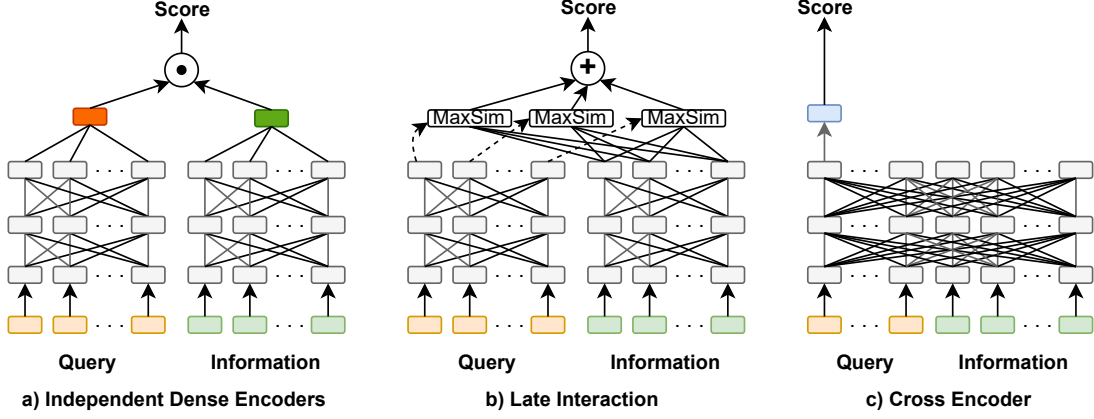 Score
Score
Score
MaxSim
MaxSim
MaxSim
Query
Information
Query
Information
Query
Information
a) Independent Dense Encoders
b) Late Interaction
c) Cross Encoder